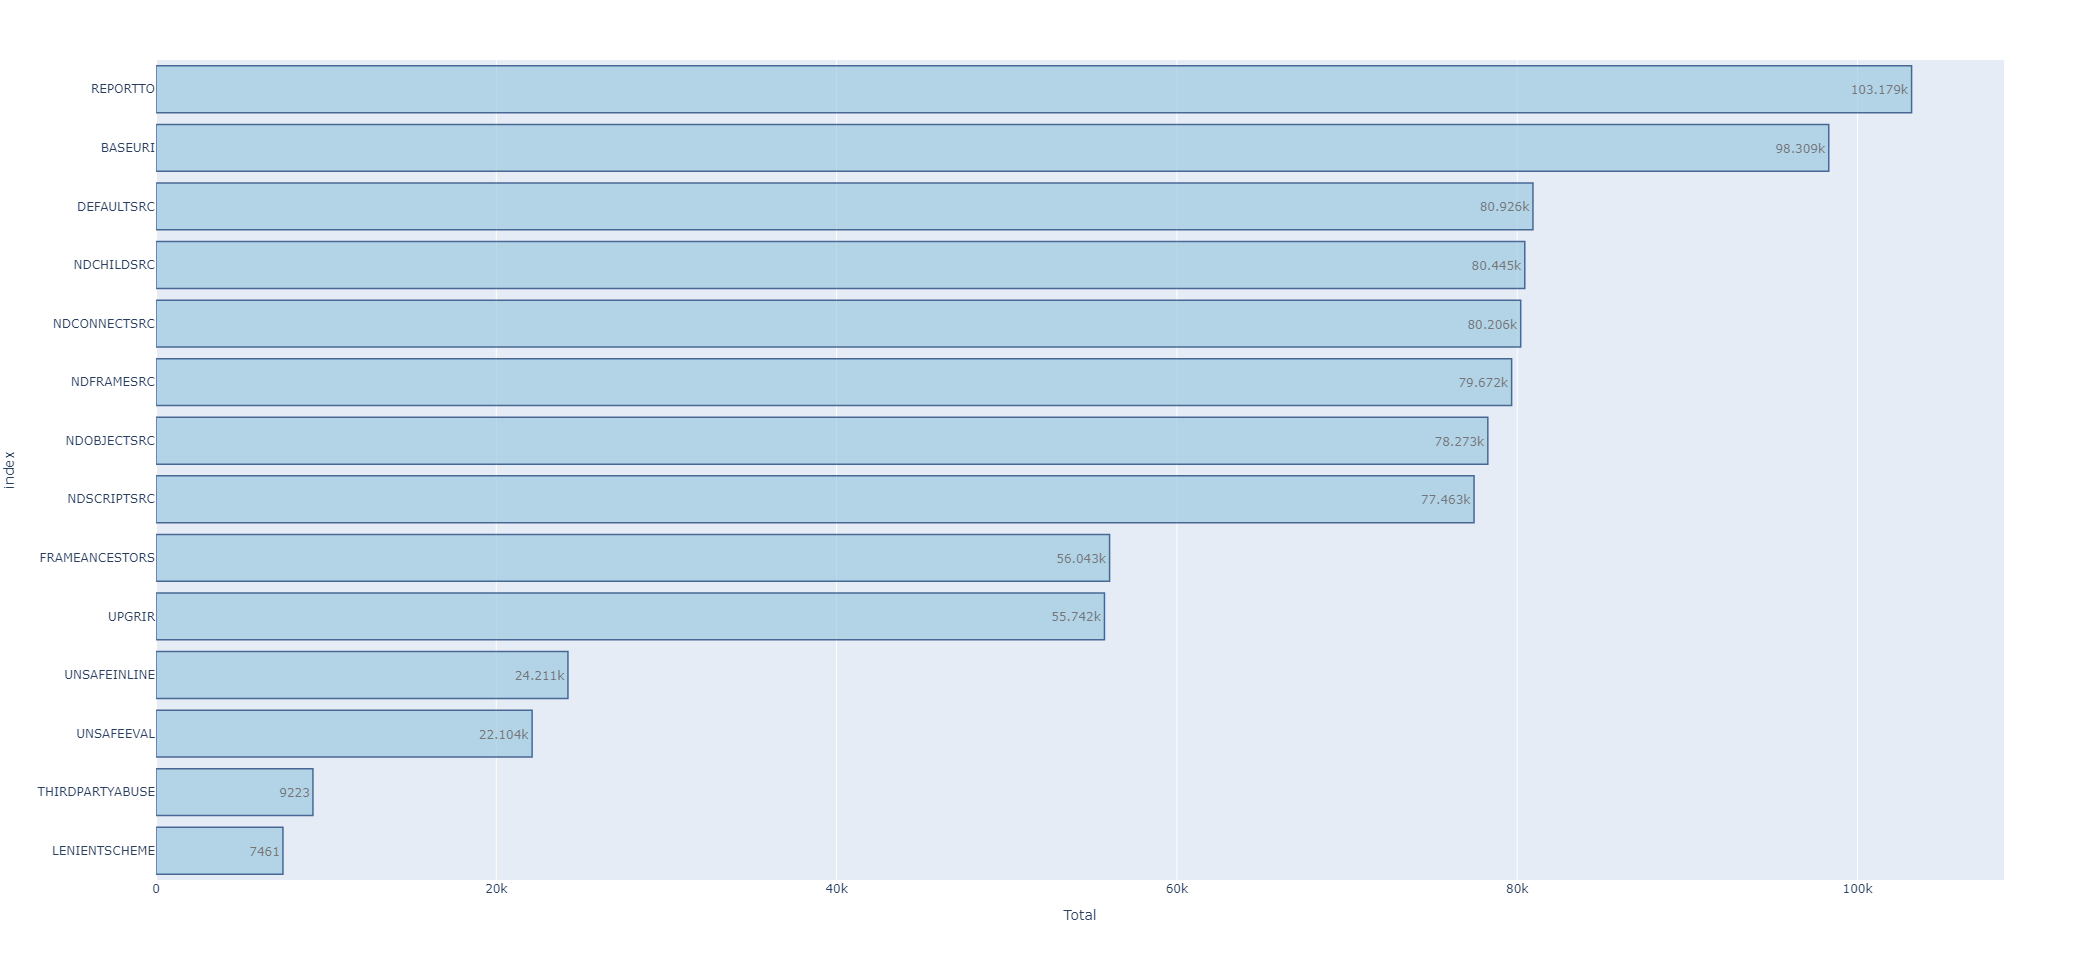 REPORTTO 103.179k
BASEURI 98.309k
DEFAULTSRC 80.926k
NDCHILDSRC 80.445k
NDCONNECTSRC 80.206k
NDFRAMESRC 79.672k
NDOBJECTSRC 78.273k
index
NDSCRIPTSRC 77.463k
FRAMEANCESTORS 56.043k
UPGRIR 55.742k
UNSAFEINLINE 24.211k
UNSAFEEVAL 22.104k
THIRDPARTYABUSE 9223
LENIENTSCHEME 7461
0 20k 40k 60k 80k 100k
Total